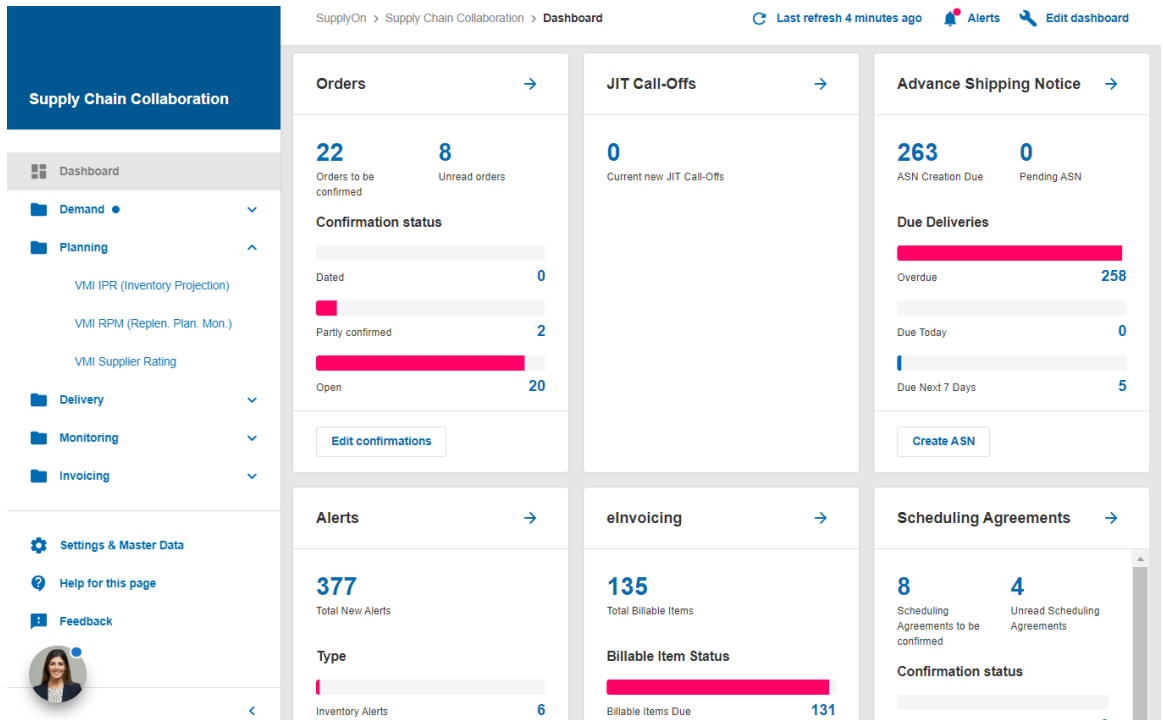 SupplyOn > Supply Chain Collaboration > Dashboard
Last refresh 4 minutes ago
Alerts
Edit dashboard
Supply Chain Collaboration
Dashboard
Demand
Planning
VMI IPR (Inventory Projection)
VMI RPM (Replen. Plan. Mon.)
VMI Supplier Rating
Delivery
Monitoring
Invoicing
Settings & Master Data
Help for this page
Feedback
Orders
22
Orders to be
confirmed
8
Unread orders
Confirmation status
Dated 0
Partly confirmed 2
Open 20
Edit confirmations
JIT Call-Offs
0
Current new JIT Call-Offs
Advance Shipping Notice
263
ASN Creation Due
0
Pending ASN
Due Deliveries
Overdue 258
Due Today 0
Due Next 7 Days 5
Create ASN
Alerts
377
Total New Alerts
Type
Inventory Alerts 6
eInvoicing
135
Total Billable Items
Billable Item Status
Billable Items Due 131
Scheduling Agreements
8
Scheduling
Agreements to be
confirmed
4
Unread Scheduling
Agreements
Confirmation status